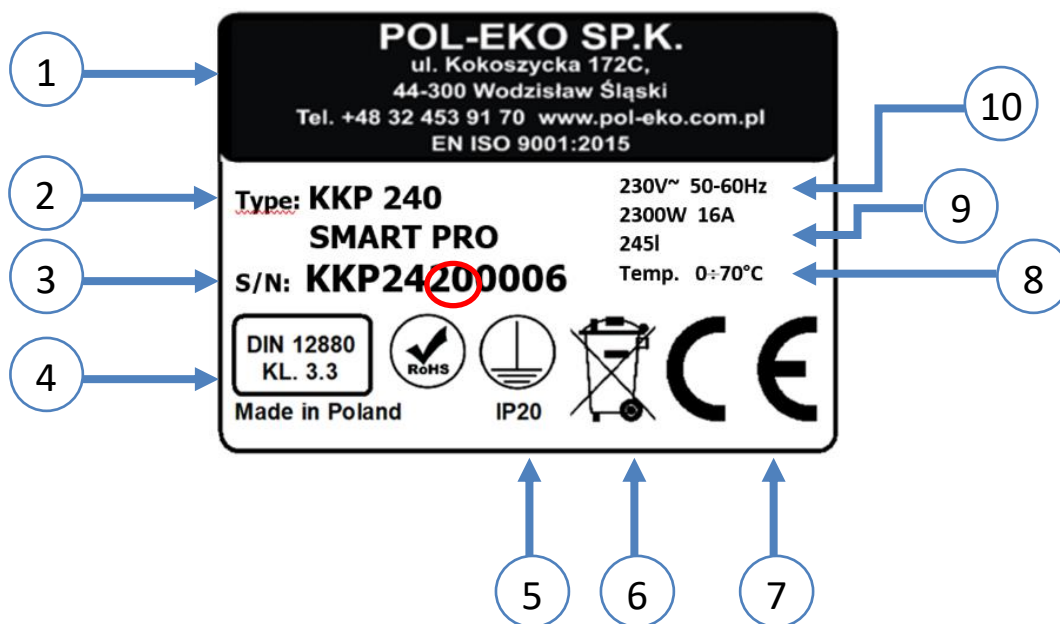 POL-EKO SP.K.
ul. Kokoszycka 172C,
44-300 Wodzisław Śląski
Tel. +48 32 453 91 70 www.pol-eko.com.pl
EN ISO 9001:2015
1
2
3
4
Type: KKP 240
SMART PRO
S/N: KKP24200006
230V~ 50-60Hz
2300W 16A
245l
Temp. 0÷70°C
10
9
8
DIN 12880
KL. 3.3
RoHS
Made in Poland
IP20
CE
5
6
7